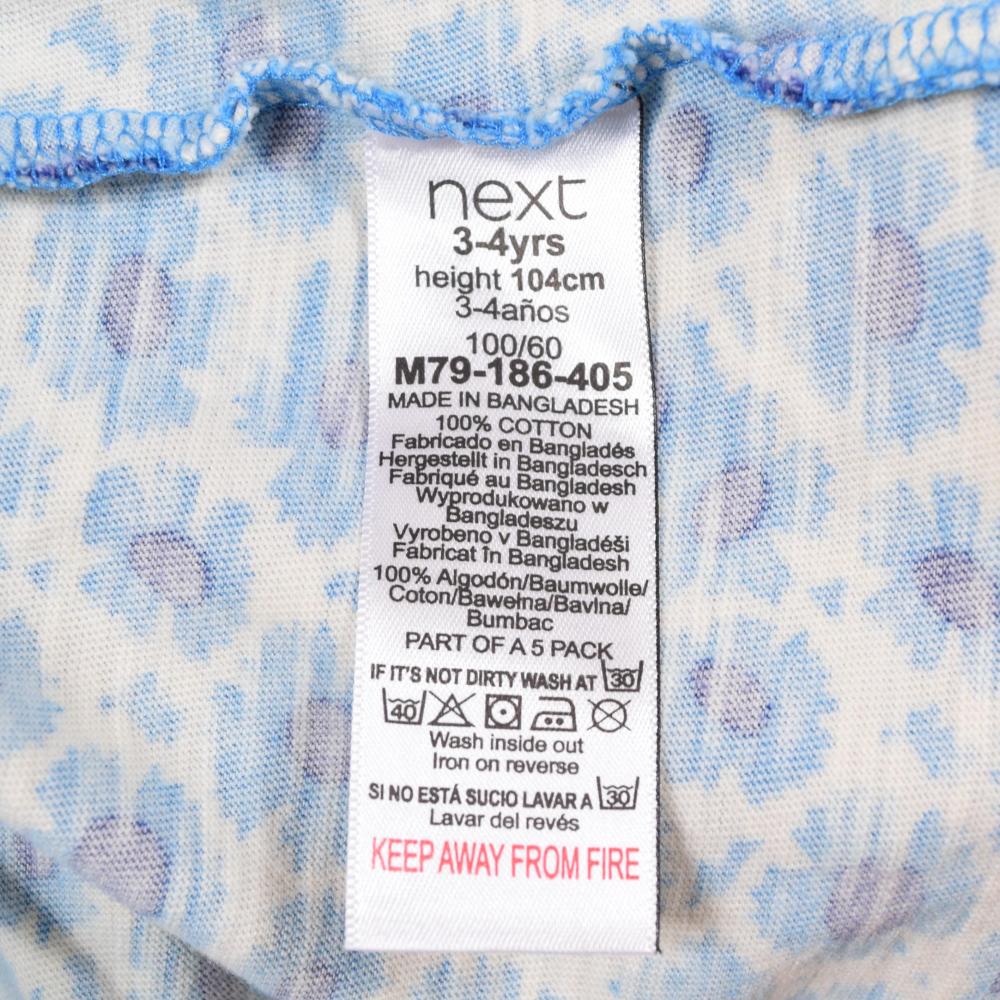 next
3-4yrs
height 104cm
3-4años
100/60
M79-186-405
MADE IN BANGLADESH
100% COTTON
Fabricado en Bangladés
Hergestellt in Bangladesch
Fabriqué au Bangladesh
Wyprodukowano w
Bangladeszu
Vyrobeno v Bangladéši
Fabricat în Bangladesh
100% Algodón/Baumwolle/
Coton/Bawełna/Bavlna/
Bumbac
PART OF A 5 PACK
IF IT'S NOT DIRTY WASH AT 30
40
Wash inside out
Iron on reverse
SI NO ESTÁ SUCIO LAVAR A 30
Lavar del revés
KEEP AWAY FROM FIRE